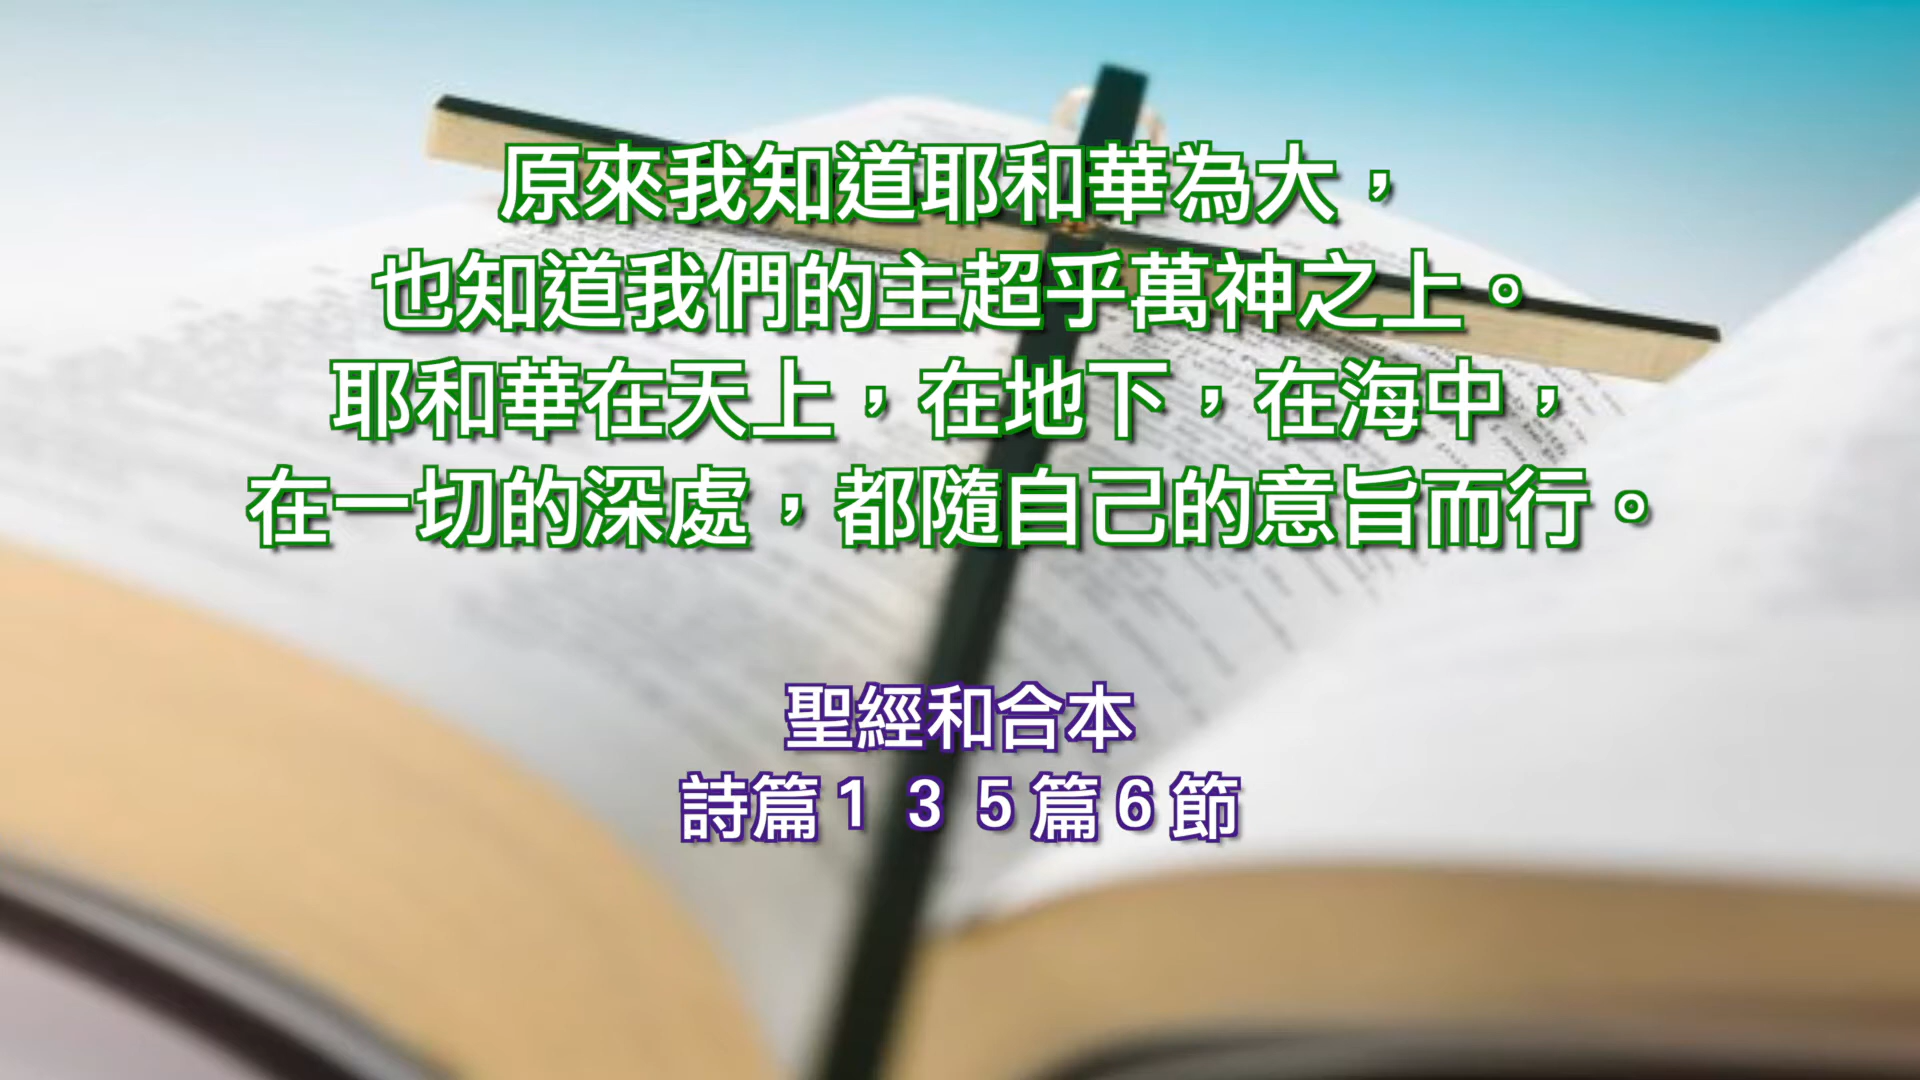 原來我知道耶和華為大，
也知道我們的主超乎萬神之上。
耶和華在天上，在地下，在海中，
在一切的深處，都隨自己的意旨而行。
聖經和合本
詩篇１３５篇６節